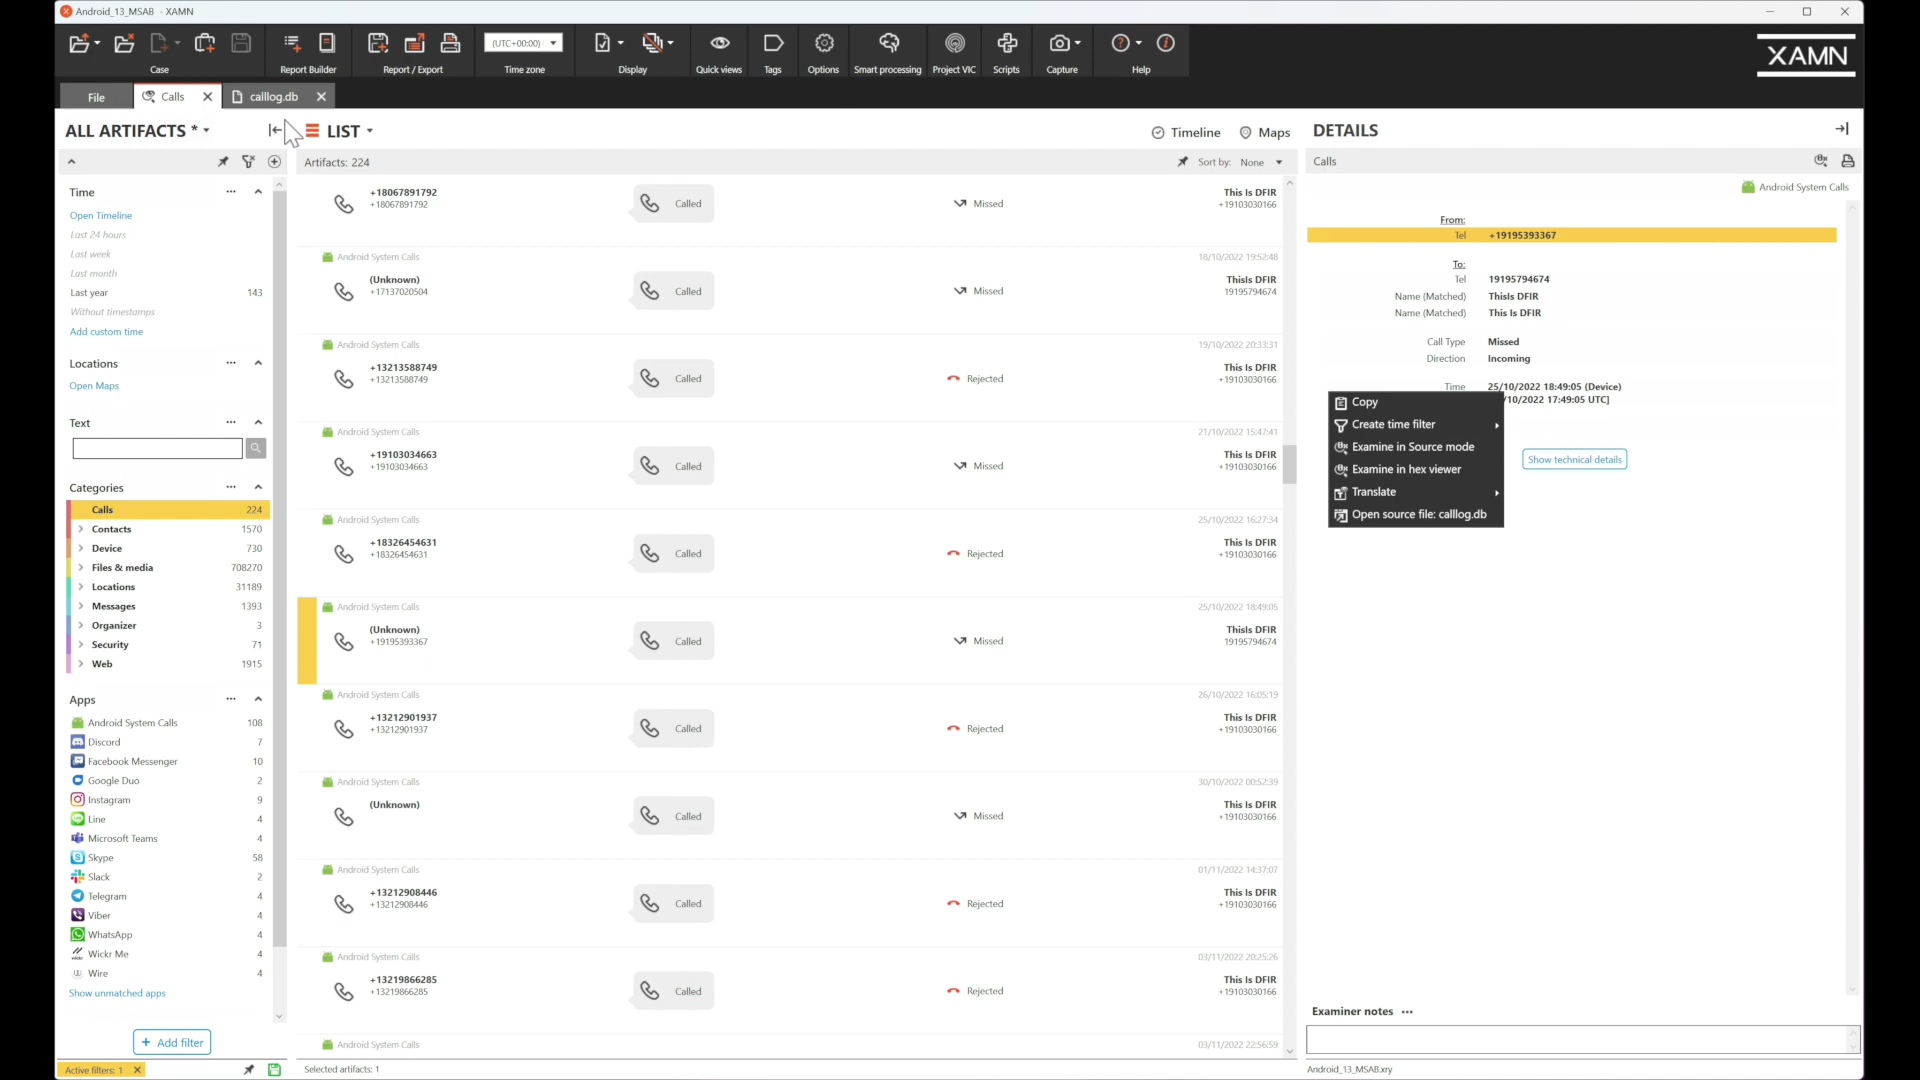 Android_13_MSAB - XAMN
(UTC+00:00)
Case
Report Builder
Report / Export
Time zone
Display
Quick views
Tags
Options
Smart processing
Project VIC
Scripts
Capture
Help
XAMN
File
Calls
calllog.db
ALL ARTIFACTS *
LIST
Timeline
Maps
DETAILS
Artifacts: 224
Sort by: None
Calls
Android System Calls
Time
Open Timeline
Last 24 hours
Last week
Last month
Last year 143
Without timestamps
Add custom time
Locations
Open Maps
Text
Categories
Calls 224
Contacts 1570
Device 730
Files & media 708270
Locations 31189
Messages 1393
Organizer 3
Security 71
Web 1915
Apps
Android System Calls 108
Discord 7
Facebook Messenger 10
Google Duo 2
Instagram 9
Line 4
Microsoft Teams 4
Skype 58
Slack 2
Telegram 4
Viber 4
WhatsApp 4
Wickr Me 4
Wire 4
Show unmatched apps
+ Add filter
Active filters: 1
+18067891792 This Is DFIR
+18067891792 Called Missed +19103030166
Android System Calls 18/10/2022 19:52:48
(Unknown) ThisIs DFIR
+17137020504 Called Missed 19195794674
Android System Calls 19/10/2022 20:33:31
+13213588749 This Is DFIR
+13213588749 Called Rejected +19103030166
Android System Calls 21/10/2022 15:47:41
+19103034663 This Is DFIR
+19103034663 Called Missed +19103030166
Android System Calls 25/10/2022 16:27:34
+18326454631 This Is DFIR
+18326454631 Called Rejected +19103030166
Android System Calls 25/10/2022 18:49:05
(Unknown) ThisIs DFIR
+19195393367 Called Missed 19195794674
Android System Calls 26/10/2022 16:05:19
+13212901937 This Is DFIR
+13212901937 Called Rejected +19103030166
Android System Calls 30/10/2022 00:52:39
(Unknown) This Is DFIR
Called Missed +19103030166
Android System Calls 01/11/2022 14:37:07
+13212908446 This Is DFIR
+13212908446 Called Rejected +19103030166
Android System Calls 03/11/2022 20:25:26
+13219866285 This Is DFIR
+13219866285 Called Rejected +19103030166
Android System Calls 03/11/2022 22:56:59
Selected artifacts: 1
From:
Tel +19195393367
To:
Tel 19195794674
Name (Matched) ThisIs DFIR
Name (Matched) This Is DFIR
Call Type Missed
Direction Incoming
Time 25/10/2022 18:49:05 (Device)
/10/2022 17:49:05 UTC]
Copy
Create time filter
Examine in Source mode
Examine in hex viewer
Translate
Open source file: calllog.db
Show technical details
Examiner notes
Android_13_MSAB.xry